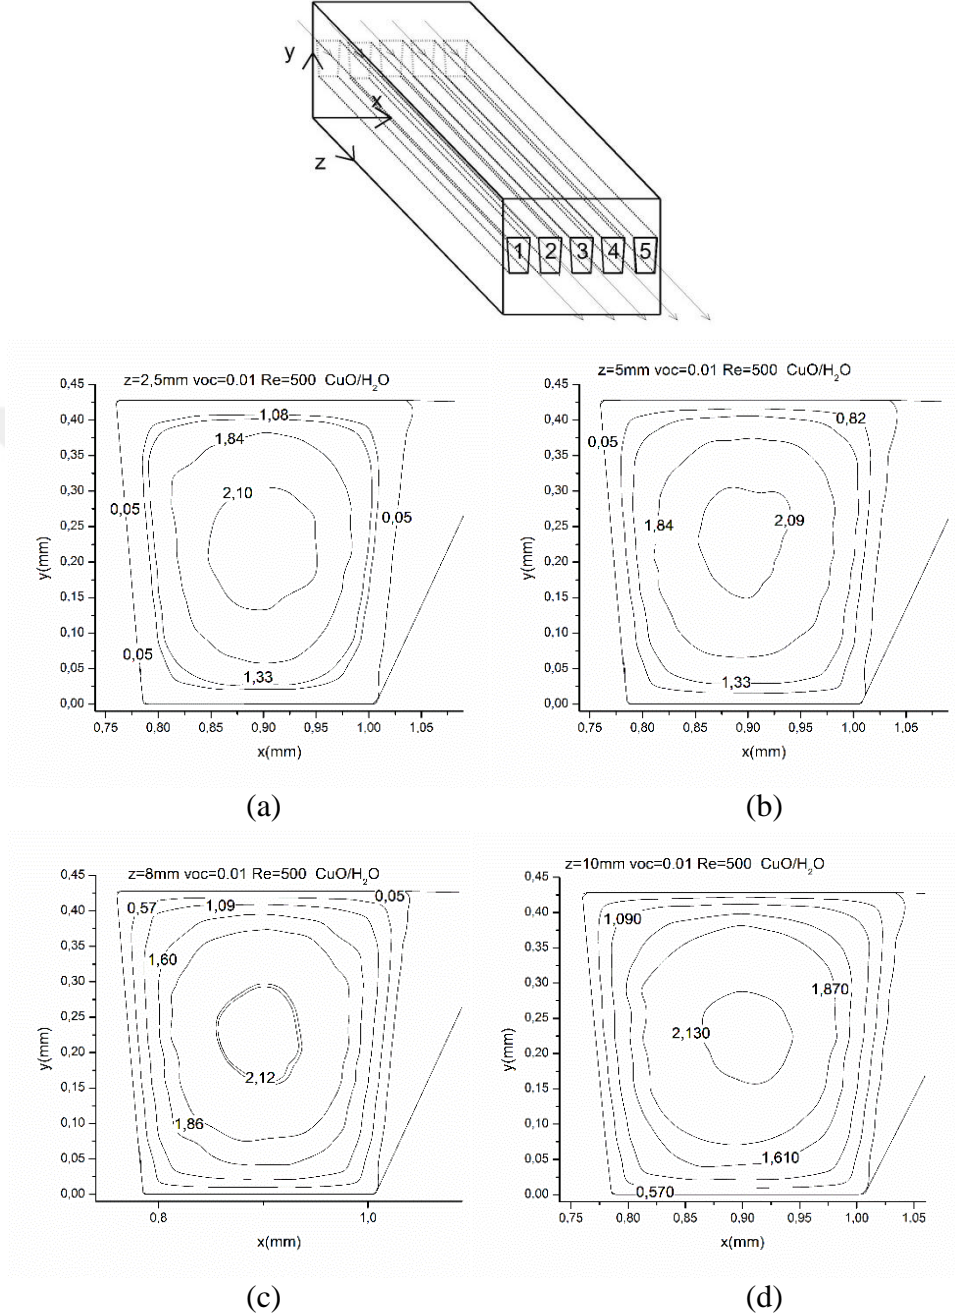 y
x
z
1 2 3 4 5
z=2,5mm voc=0.01 Re=500 CuO/H₂O
0,45
0,40
0,35
0,30
0,25
0,20
0,15
0,10
0,05
0,00
y(mm)
1,08
1,84
2,10
0,05
0,05
0,05
1,33
0,75 0,80 0,85 0,90 0,95 1,00 1,05
x(mm)
(a)
z=5mm voc=0.01 Re=500 CuO/H₂O
0,45
0,40
0,35
0,30
0,25
0,20
0,15
0,10
0,05
0,00
y(mm)
0,82
0,05
1,84
2,09
1,33
0,75 0,80 0,85 0,90 0,95 1,00 1,05
x(mm)
(b)
z=8mm voc=0.01 Re=500 CuO/H₂O
0,45
0,40
0,35
0,30
0,25
0,20
0,15
0,10
0,05
0,00
y(mm)
0,05
0,57
1,09
1,60
2,12
1,86
0,8 1,0
x(mm)
(c)
z=10mm voc=0.01 Re=500 CuO/H₂O
0,45
0,40
0,35
0,30
0,25
0,20
0,15
0,10
0,05
0.00
y(mm)
1,090
1,870
2,130
1,610
0,570
0,75 0,80 0,85 0,90 0,95 1,00 1,05
x(mm)
(d)